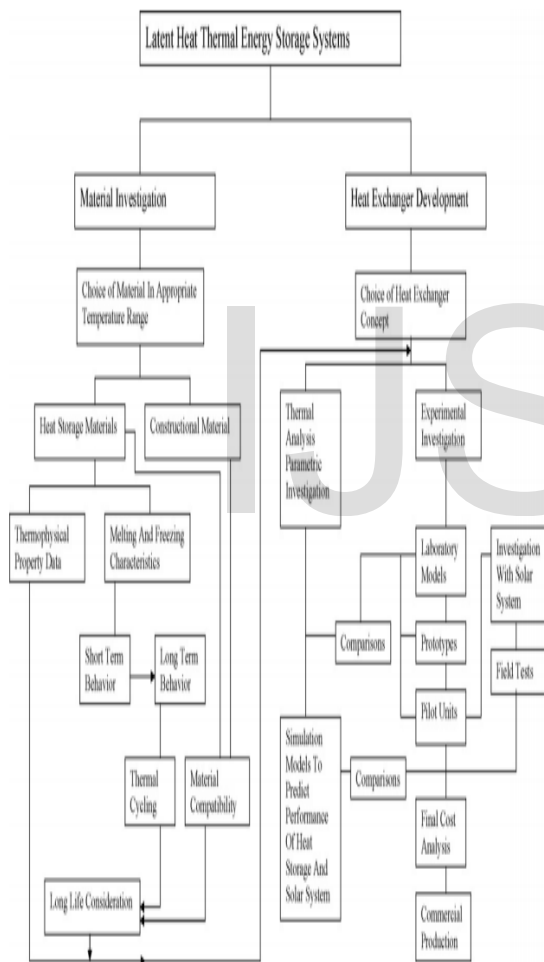 Latent Heat Thermal Energy Storage Systems
Material Investigation
Heat Exchanger Development
Choice of Material In Appropriate
Temperature Range
Choice of Heat Exchanger
Concept
Heat Storage Materials
Constructional Material
Thermal
Analysis
Parametric
Investigation
Experimental
Investigation
Thermophysical
Property Data
Melting And Freezing
Characteristics
Laboratory
Models
Investigation
With Solar
System
Short Term
Behavior
Long Term
Behavior
Comparisons
Prototypes
Field Tests
Pilot Units
Thermal
Cycling
Material
Compatibility
Simulation
Models To
Predict
Performance
Of Heat
Storage And
Solar System
Comparisons
Final Cost
Analysis
Long Life Consideration
Commercial
Production
IJS